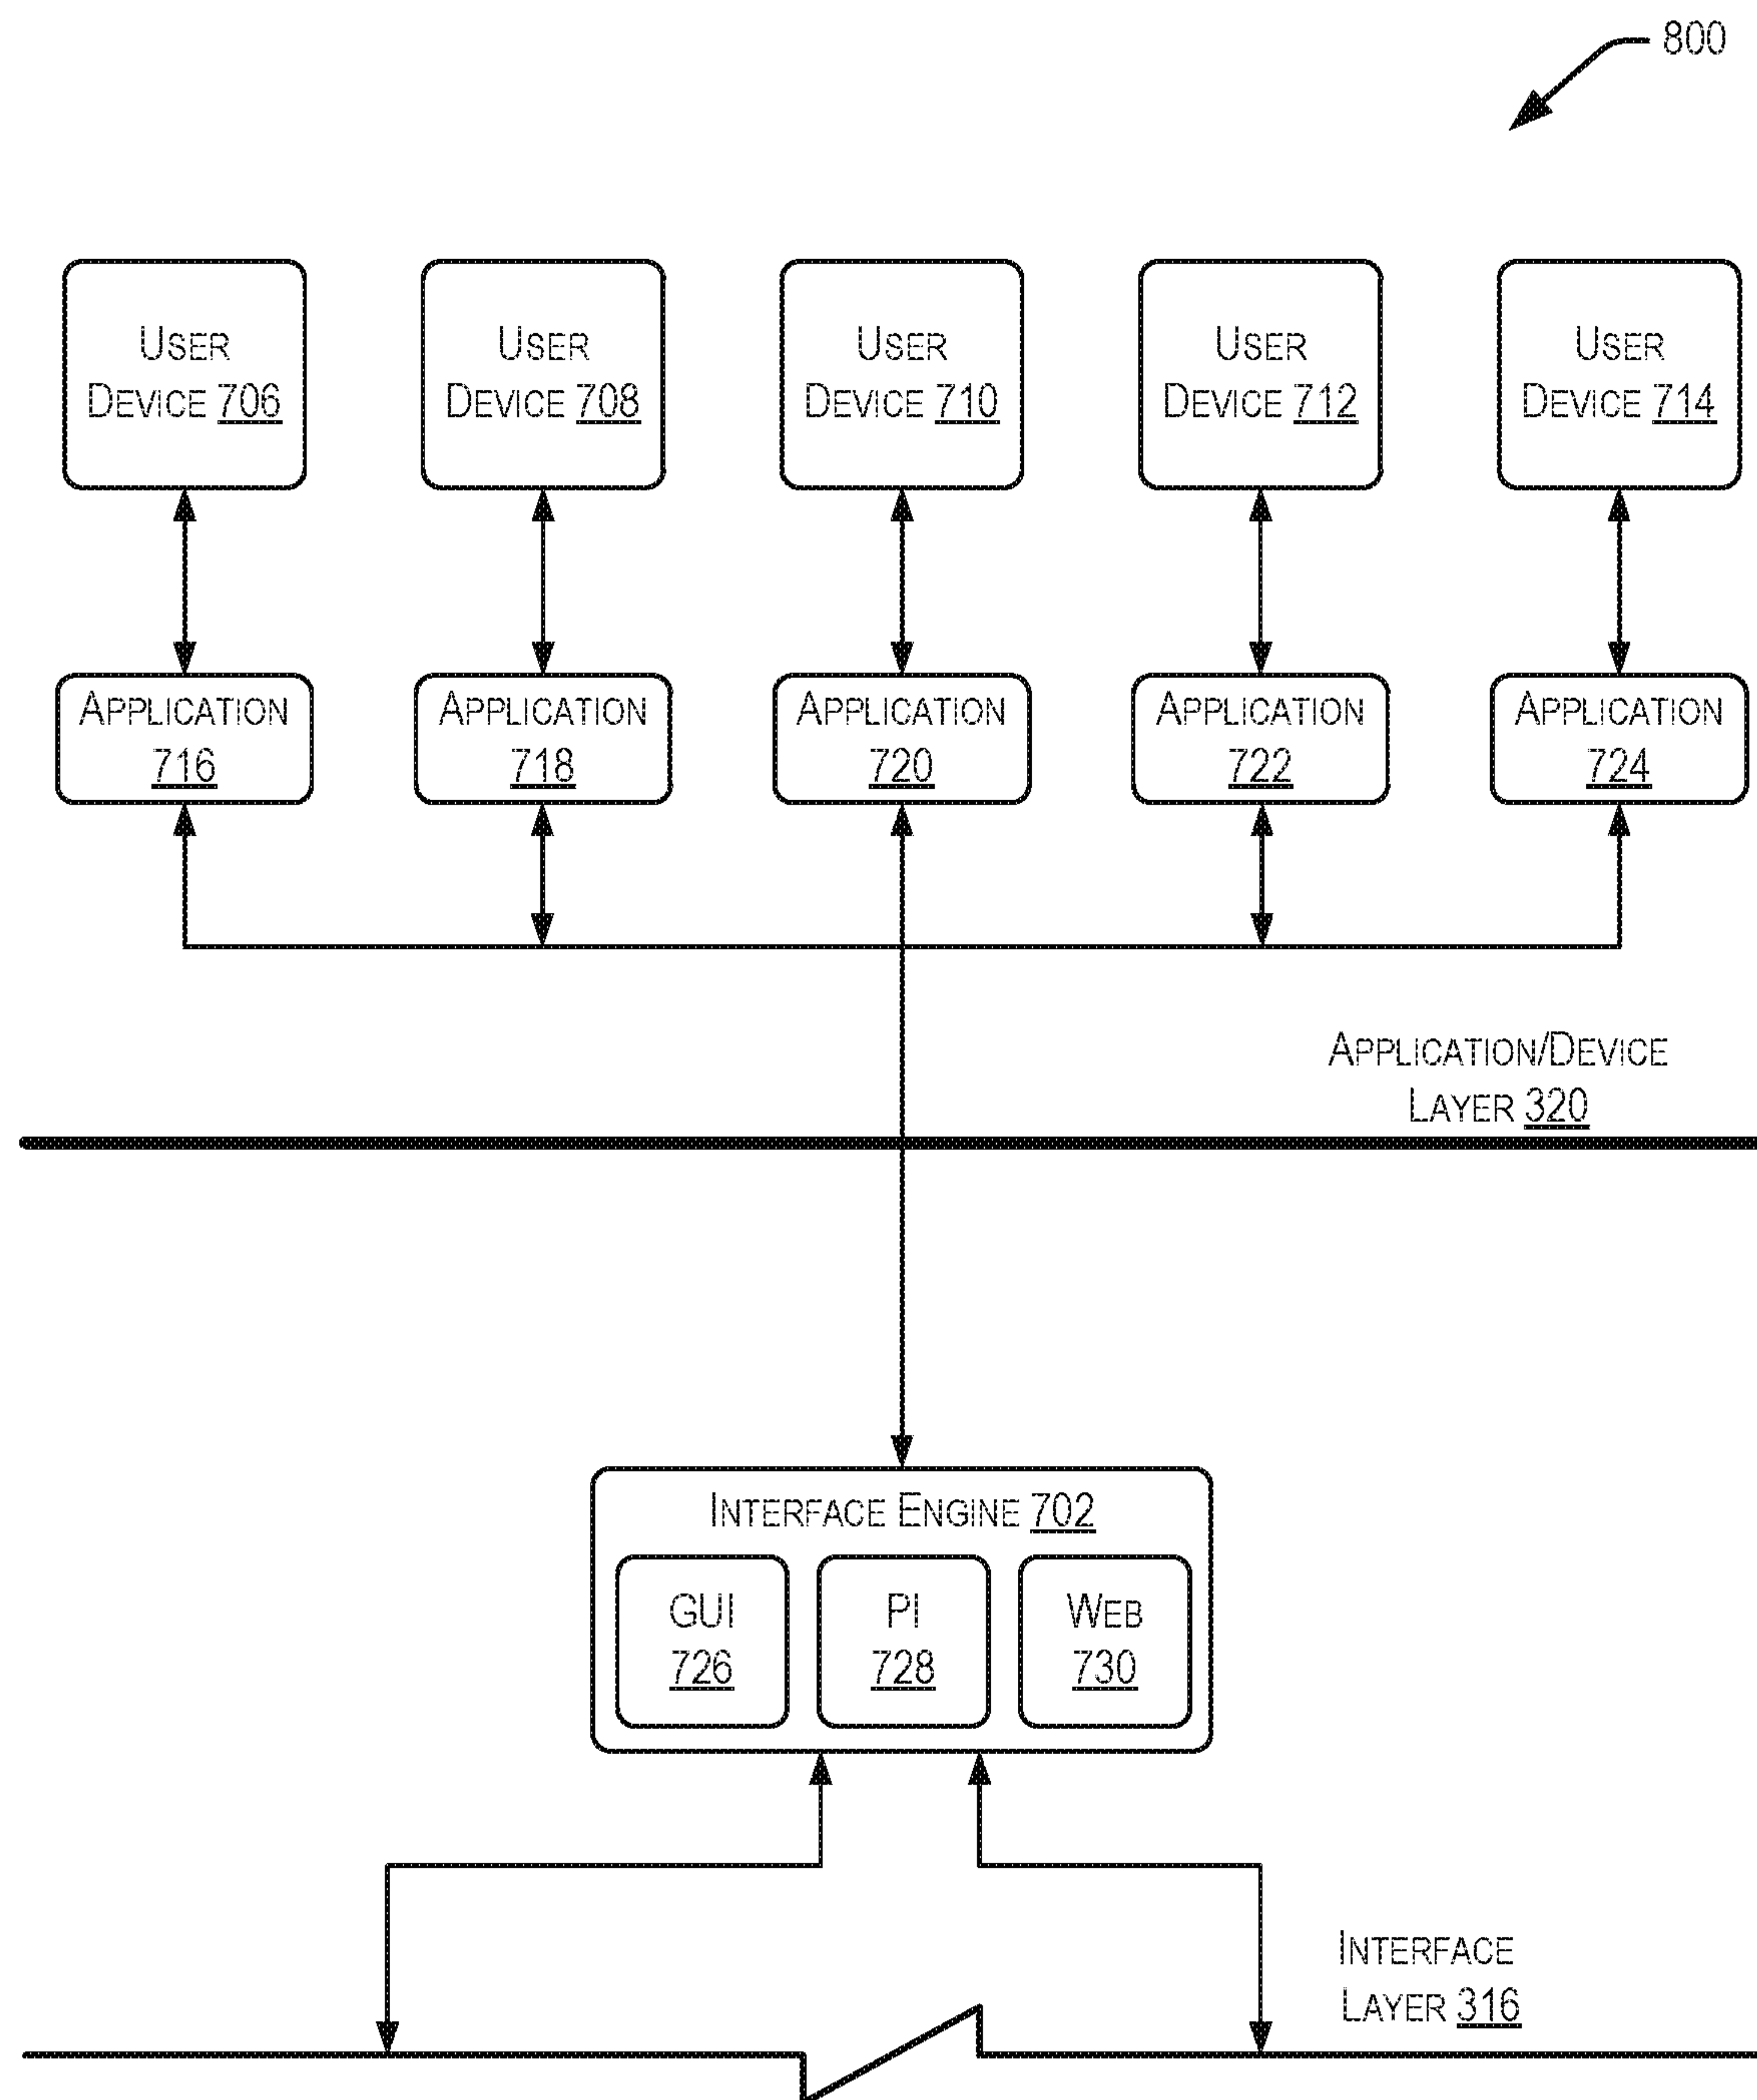 800
USER USER USER USER USER
DEVICE 706 DEVICE 708 DEVICE 710 DEVICE 712 DEVICE 714
APPLICATION APPLICATION APPLICATION APPLICATION APPLICATION
716 718 720 722 724
APPLICATION/DEVICE
LAYER 320
INTERFACE ENGINE 702
GUI PI WEB
726 728 730
INTERFACE
LAYER 316